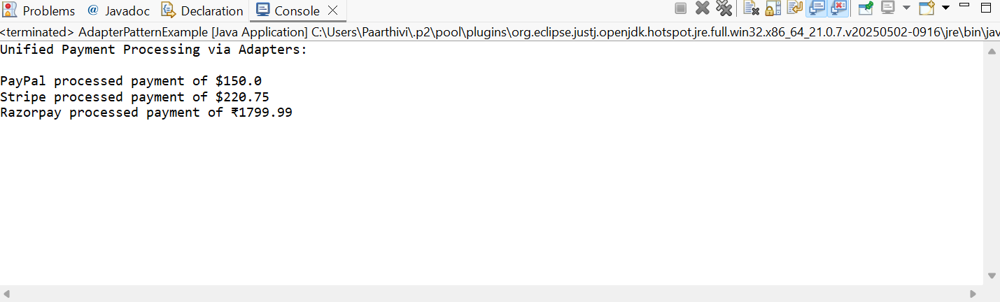 Problems @ Javadoc Declaration Console
<terminated> AdapterPatternExample [Java Application] C:\Users\Paarthivi\.p2\pool\plugins\org.eclipse.justj.openjdk.hotspot.jre.full.win32.x86_64_21.0.7.v20250502-0916\jre\bin\jav
Unified Payment Processing via Adapters:
PayPal processed payment of $150.0
Stripe processed payment of $220.75
Razorpay processed payment of ₹1799.99